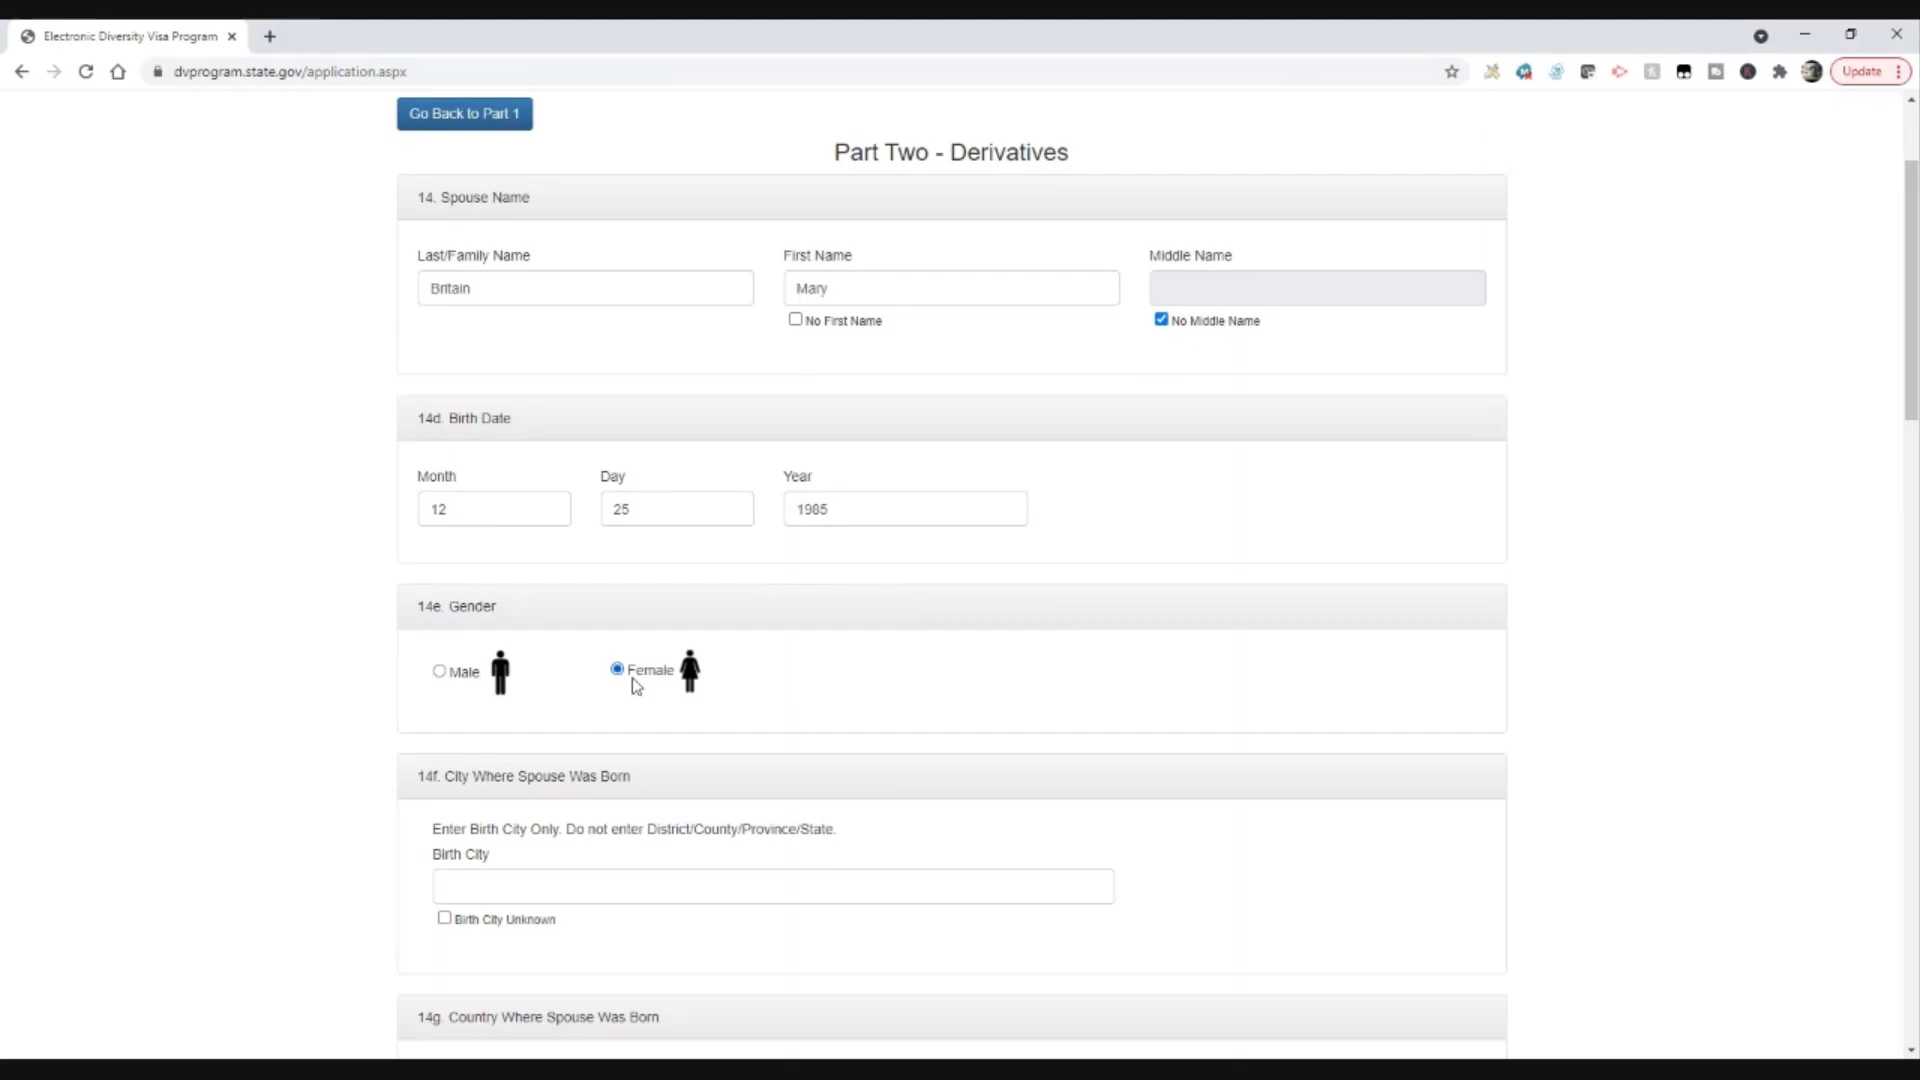 Electronic Diversity Visa Program
dvprogram.state.gov/application.aspx
Update
Go Back to Part 1
Part Two - Derivatives
14. Spouse Name
Last/Family Name First Name Middle Name
Britain Mary
No First Name No Middle Name
14d. Birth Date
Month Day Year
12 25 1985
14e. Gender
Male Female
14f. City Where Spouse Was Born
Enter Birth City Only. Do not enter District/County/Province/State.
Birth City
Birth City Unknown
14g. Country Where Spouse Was Born